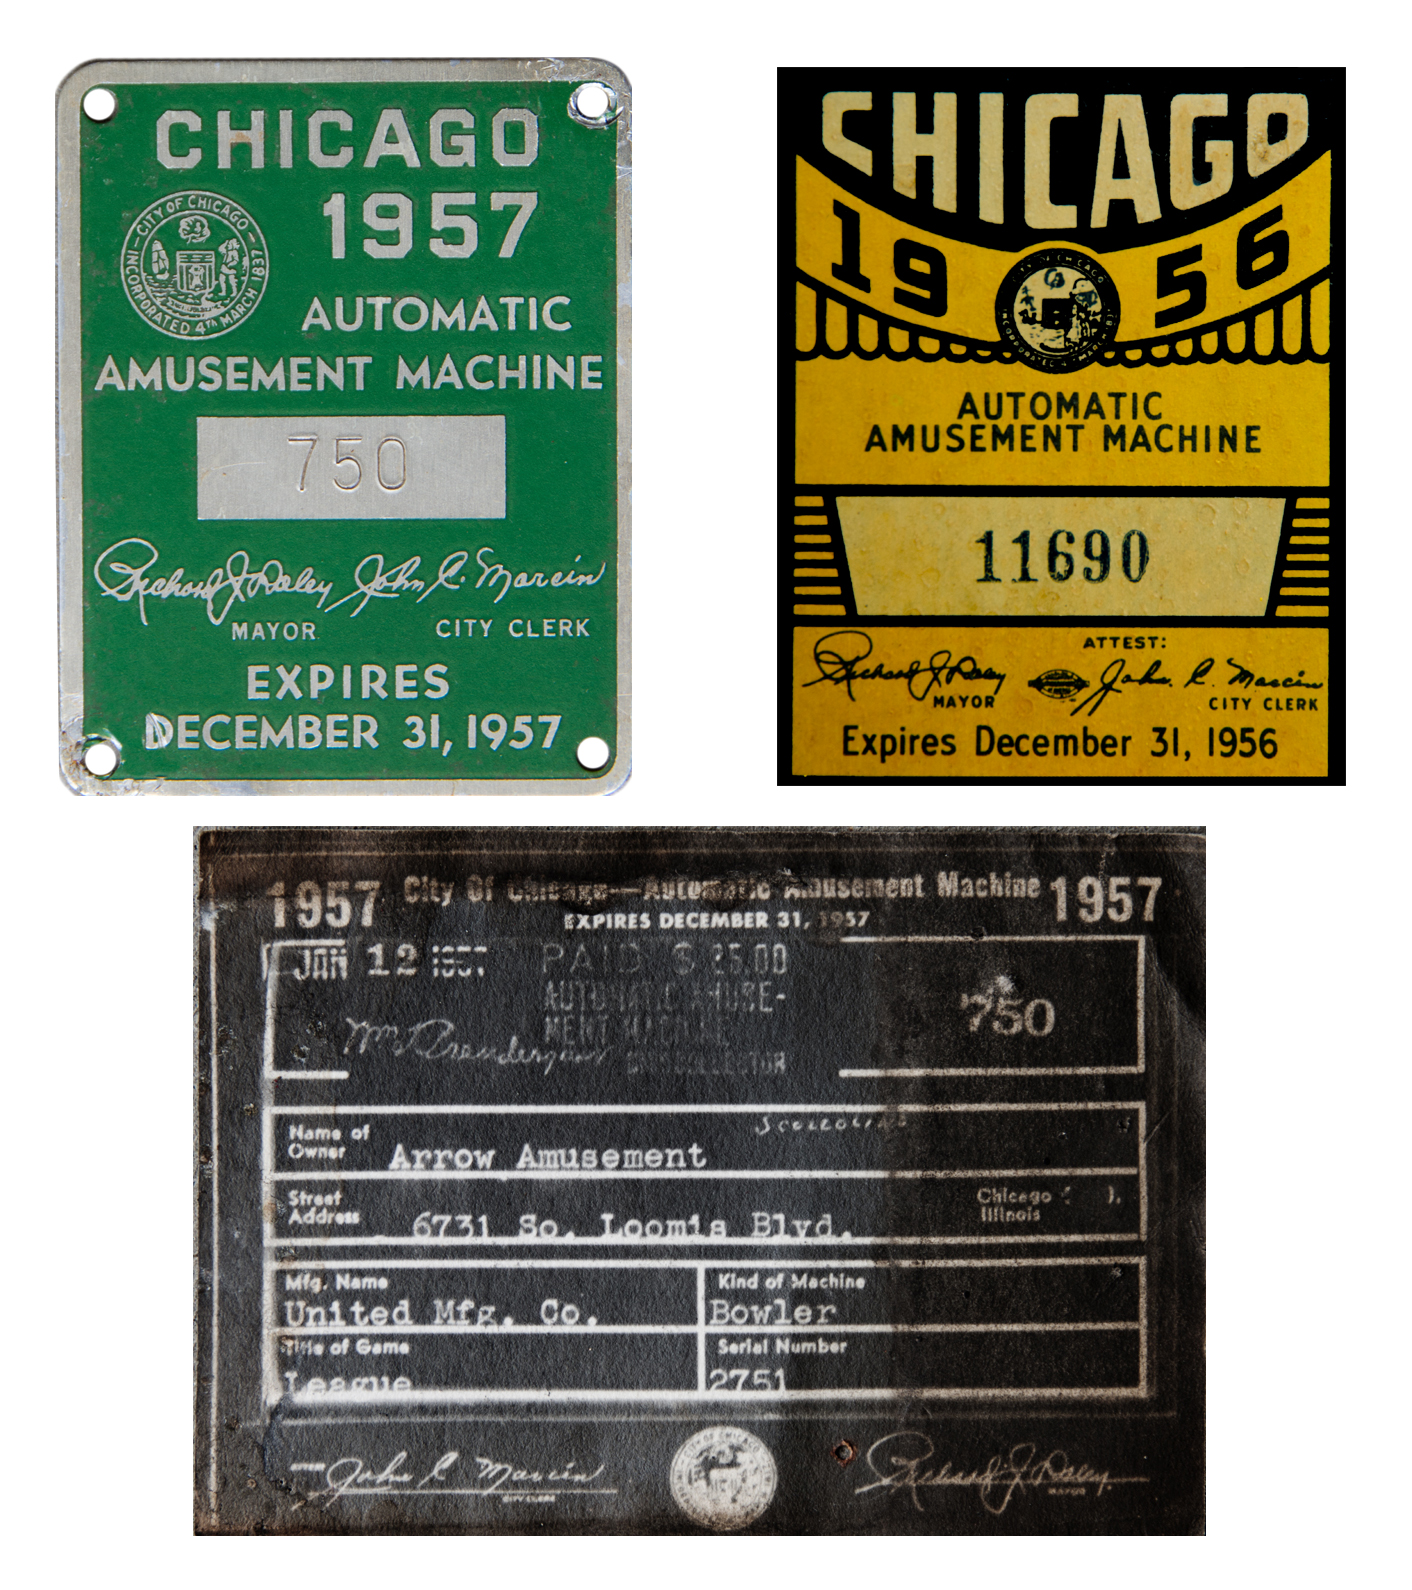 CHICAGO
1957
CITY OF CHICAGO
INCORPORATED 4TH MARCH 1837
AUTOMATIC
AMUSEMENT MACHINE
750
Richard J. Daley John C. Marcin
MAYOR CITY CLERK
EXPIRES
DECEMBER 31, 1957
CHICAGO
1956
AUTOMATIC
AMUSEMENT MACHINE
11690
ATTEST:
Richard J. Daley John C. Marcin
MAYOR CITY CLERK
Expires December 31, 1956
1957 City Of Chicago—Automatic Amusement Machine 1957
EXPIRES DECEMBER 31, 1957
JAN 12 1957 PAID $ 25.00
AUTOMATIC AMUSE-
MENT MACHINE
750
Name of
Owner Arrow Amusement
Street
Address 6731 So. Loomis Blvd.
Chicago ( ),
Illinois
Mfg. Name Kind of Machine
United Mfg. Co. Bowler
Title of Game Serial Number
League 2751
John C. Marcin Richard J. Daley
CITY CLERK MAYOR